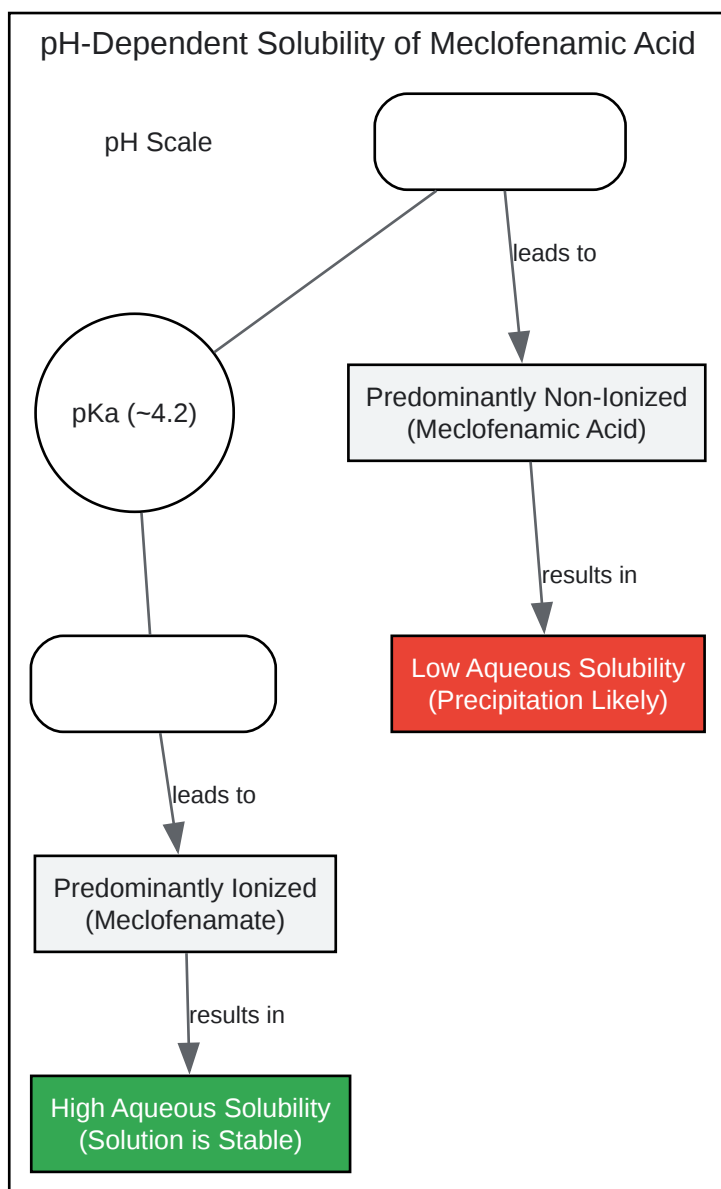 pH-Dependent Solubility of Meclofenamic Acid
pH Scale
leads to
pKa (~4.2)
Predominantly Non-Ionized
(Meclofenamic Acid)
results in
Low Aqueous Solubility
(Precipitation Likely)
leads to
Predominantly Ionized
(Meclofenamate)
results in
High Aqueous Solubility
(Solution is Stable)